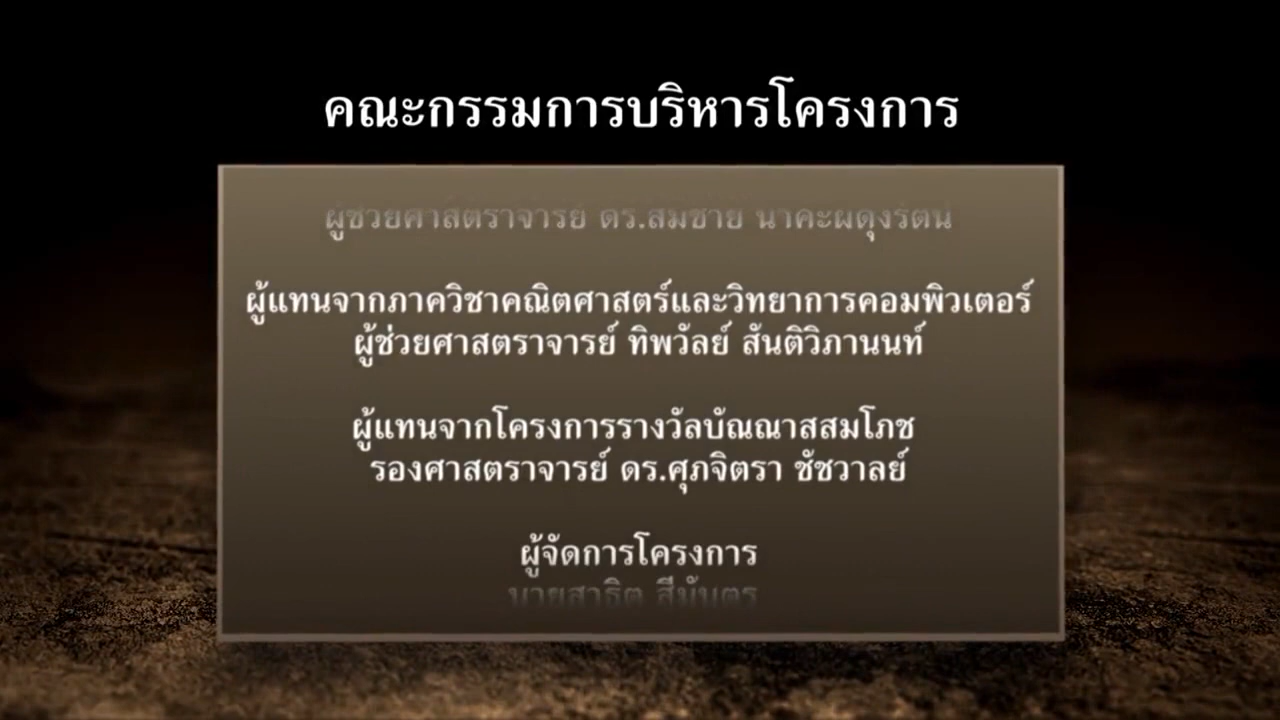 คณะกรรมการบริหารโครงการ
ผู้ช่วยศาสตราจารย์ ดร.สมชาย นาคะผดุงรัตน์
ผู้แทนจากภาควิชาคณิตศาสตร์และวิทยาการคอมพิวเตอร์
ผู้ช่วยศาสตราจารย์ ทิพวัลย์ สันติวิภานนท์
ผู้แทนจากโครงการรางวัลบัณณาสสมโภช
รองศาสตราจารย์ ดร.ศุภจิตรา ชัชวาลย์
ผู้จัดการโครงการ
นายสาธิต